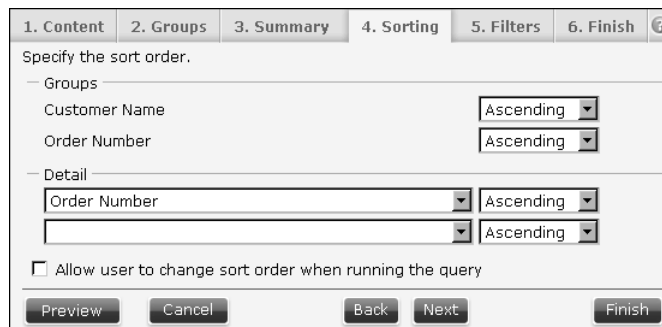 1. Content 2. Groups 3. Summary 4. Sorting 5. Filters 6. Finish
Specify the sort order.
Groups
Customer Name Ascending
Order Number Ascending
Detail
Order Number Ascending
Ascending
Allow user to change sort order when running the query
Preview Cancel Back Next Finish